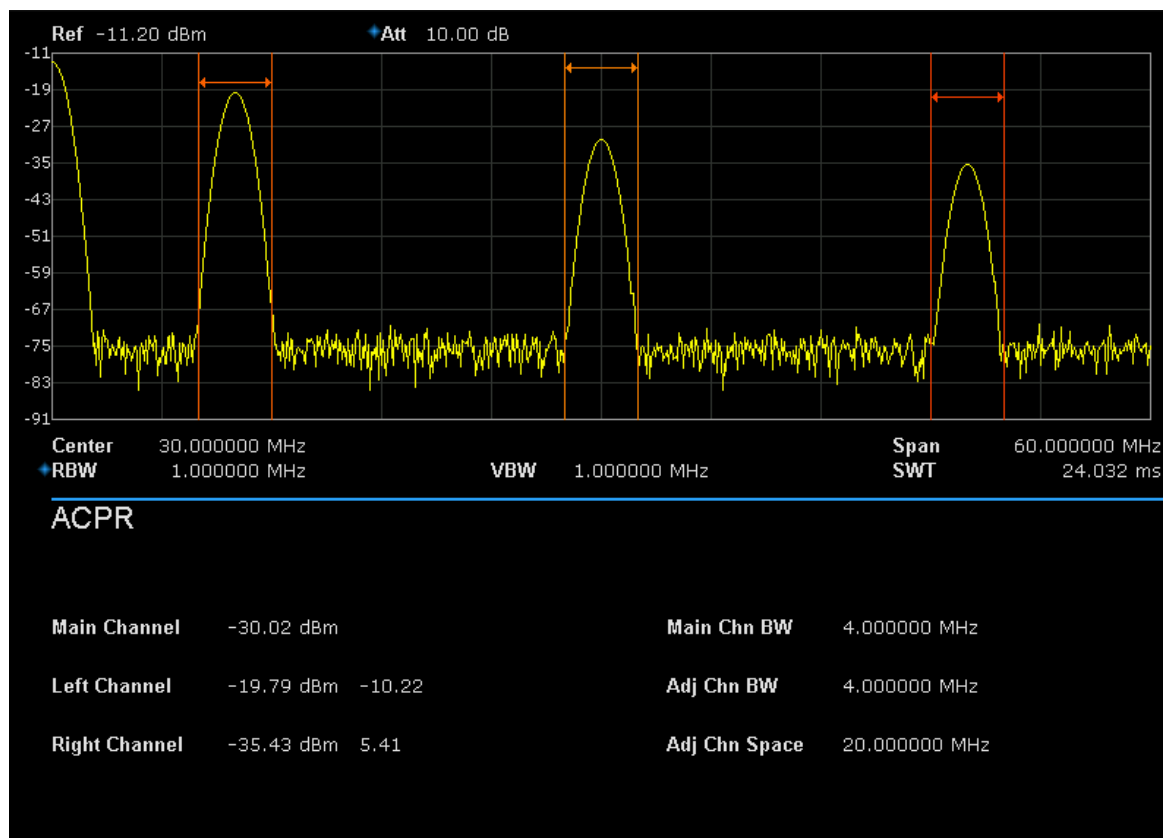 Ref -11.20 dBm Att 10.00 dB
-11
-19
-27
-35
-43
-51
-59
-67
-75
-83
-91
Center 30.000000 MHz Span 60.000000 MHz
RBW 1.000000 MHz VBW 1.000000 MHz SWT 24.032 ms
ACPR
Main Channel -30.02 dBm Main Chn BW 4.000000 MHz
Left Channel -19.79 dBm -10.22 Adj Chn BW 4.000000 MHz
Right Channel -35.43 dBm 5.41 Adj Chn Space 20.000000 MHz